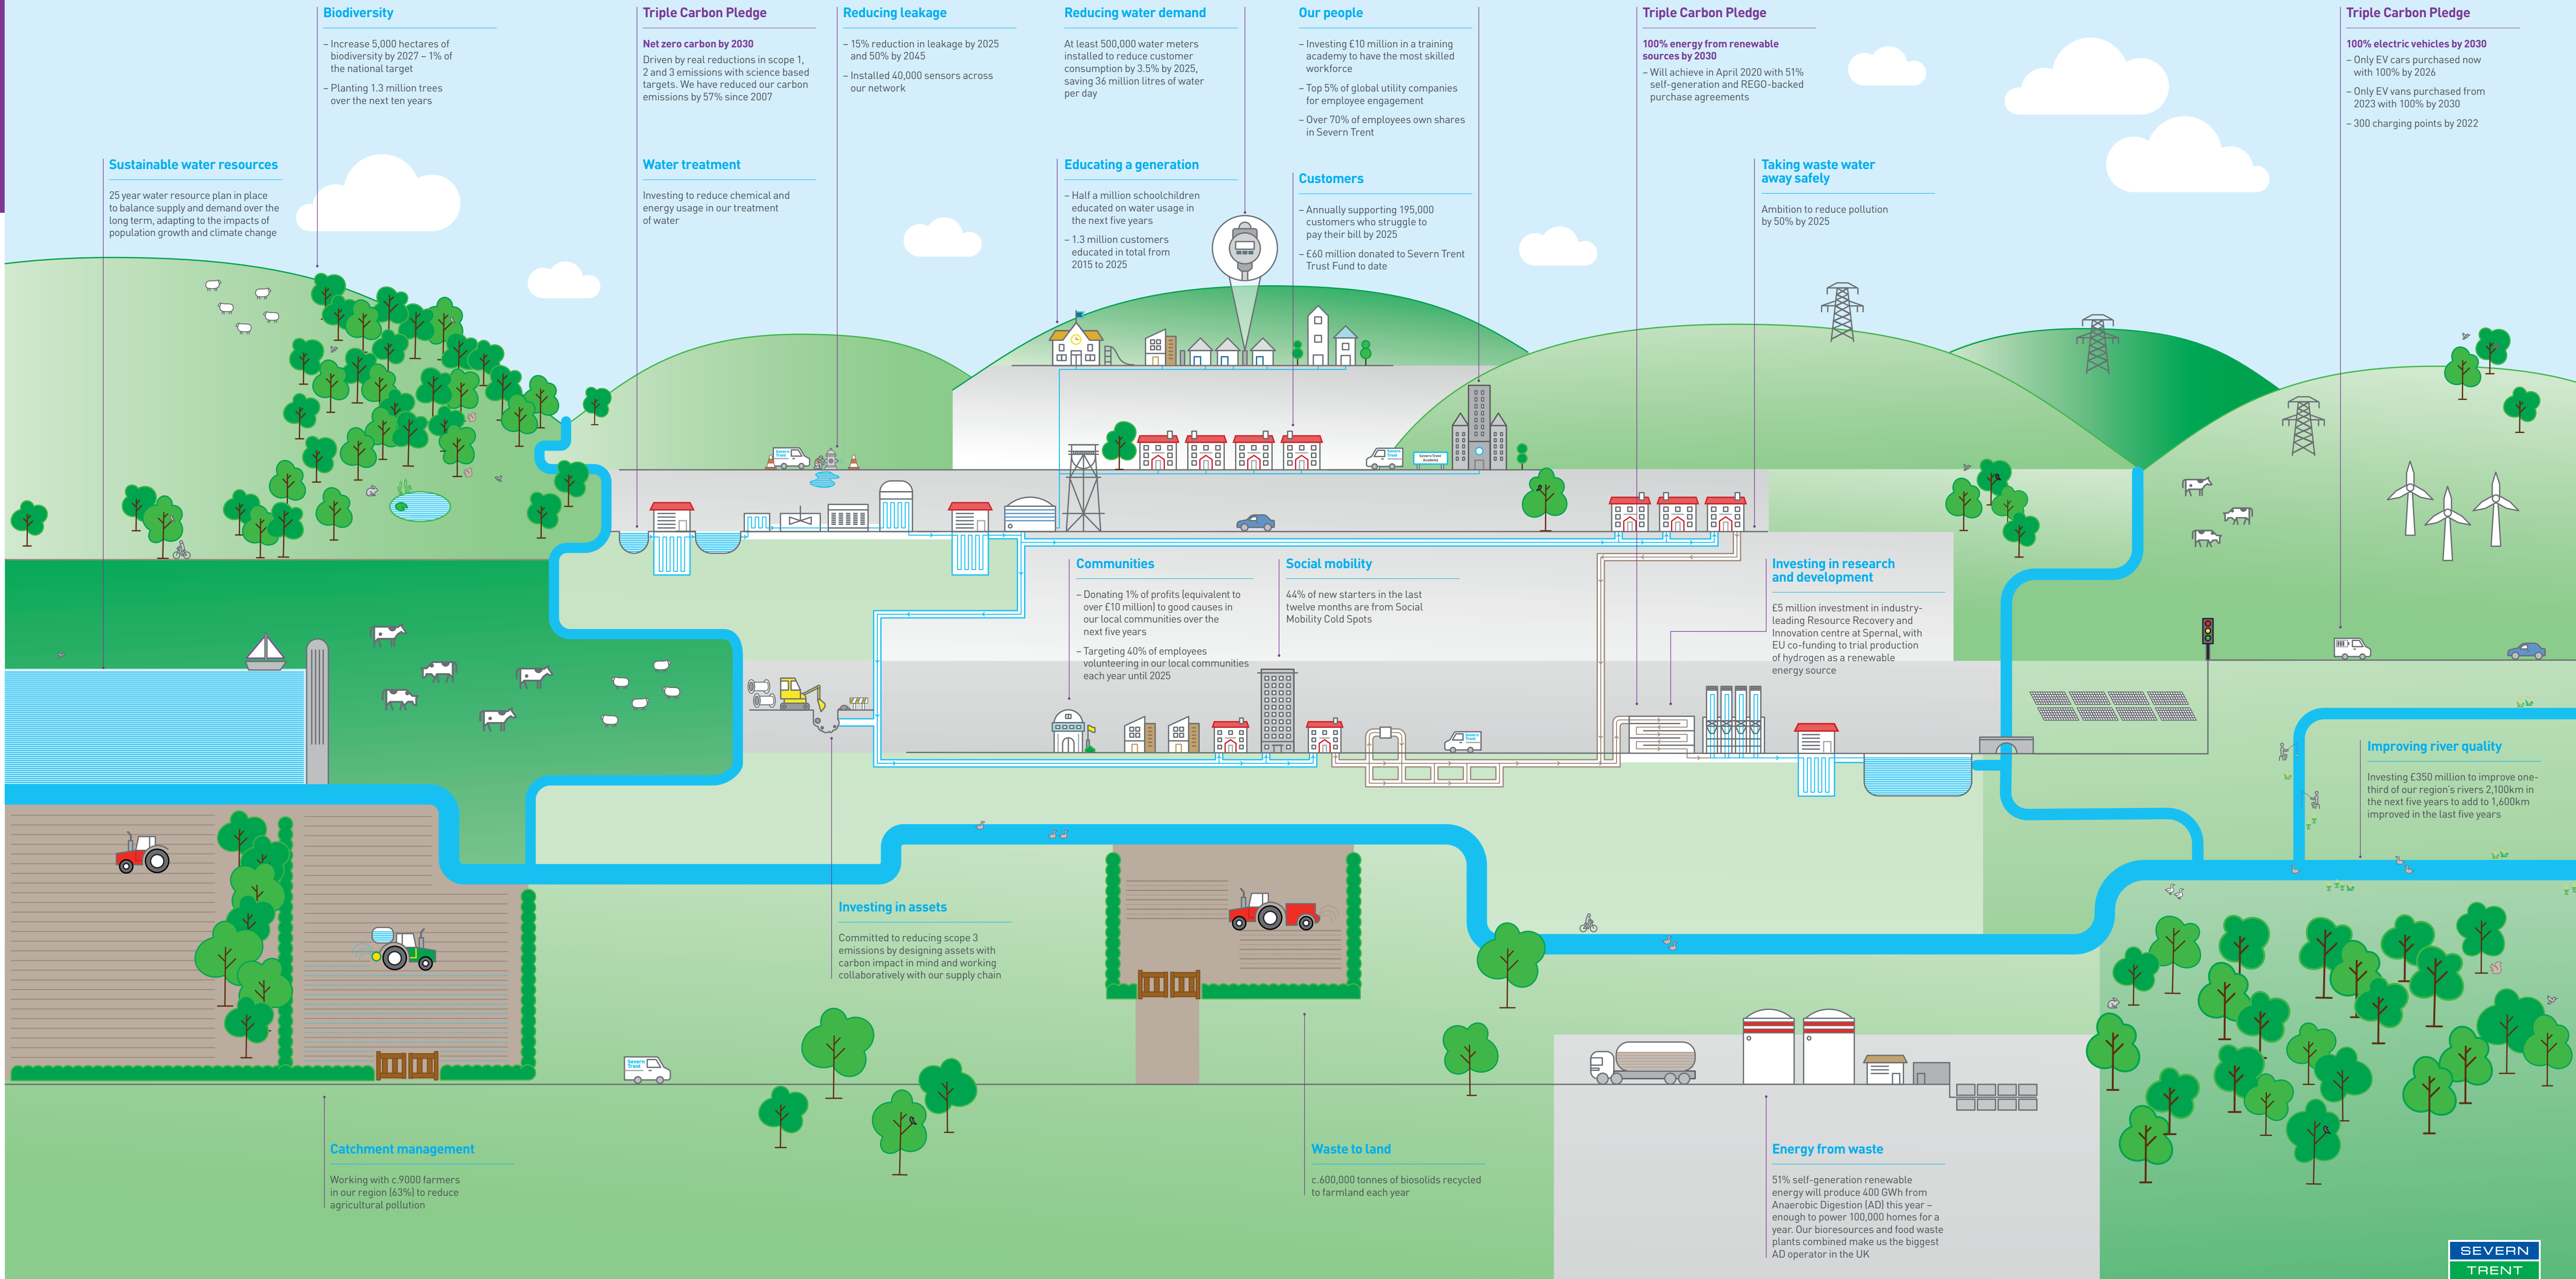 Biodiversity
– Increase 5,000 hectares of
biodiversity by 2027 – 1% of
the national target
– Planting 1.3 million trees
over the next ten years
Triple Carbon Pledge
Net zero carbon by 2030
Driven by real reductions in scope 1,
2 and 3 emissions with science based
targets. We have reduced our carbon
emissions by 57% since 2007
Reducing leakage
– 15% reduction in leakage by 2025
and 50% by 2045
– Installed 40,000 sensors across
our network
Reducing water demand
At least 500,000 water meters
installed to reduce customer
consumption by 3.5% by 2025,
saving 36 million litres of water
per day
Our people
– Investing £10 million in a training
academy to have the most skilled
workforce
– Top 5% of global utility companies
for employee engagement
– Over 70% of employees own shares
in Severn Trent
Triple Carbon Pledge
100% energy from renewable
sources by 2030
– Will achieve in April 2020 with 51%
self-generation and REGO-backed
purchase agreements
Triple Carbon Pledge
100% electric vehicles by 2030
– Only EV cars purchased now
with 100% by 2026
– Only EV vans purchased from
2023 with 100% by 2030
– 300 charging points by 2022
Sustainable water resources
25 year water resource plan in place
to balance supply and demand over the
long term, adapting to the impacts of
population growth and climate change
Water treatment
Investing to reduce chemical and
energy usage in our treatment
of water
Educating a generation
– Half a million schoolchildren
educated on water usage in
the next five years
– 1.3 million customers
educated in total from
2015 to 2025
Customers
– Annually supporting 195,000
customers who struggle to
pay their bill by 2025
– £60 million donated to Severn Trent
Trust Fund to date
Taking waste water
away safely
Ambition to reduce pollution
by 50% by 2025
Severn
Trent
Severn
Trent
Severn Trent
Academy
Communities
– Donating 1% of profits (equivalent to
over £10 million) to good causes in
our local communities over the
next five years
– Targeting 40% of employees
volunteering in our local communities
each year until 2025
Social mobility
44% of new starters in the last
twelve months are from Social
Mobility Cold Spots
Investing in research
and development
£5 million investment in industry-
leading Resource Recovery and
Innovation centre at Spernal, with
EU co-funding to trial production
of hydrogen as a renewable
energy source
Severn
Trent
Improving river quality
Investing £350 million to improve one-
third of our region's rivers 2,100km in
the next five years to add to 1,600km
improved in the last five years
Investing in assets
Committed to reducing scope 3
emissions by designing assets with
carbon impact in mind and working
collaboratively with our supply chain
Severn
Trent
Catchment management
Working with c.9000 farmers
in our region (63%) to reduce
agricultural pollution
Waste to land
c.600,000 tonnes of biosolids recycled
to farmland each year
Energy from waste
51% self-generation renewable
energy will produce 400 GWh from
Anaerobic Digestion (AD) this year –
enough to power 100,000 homes for a
year. Our bioresources and food waste
plants combined make us the biggest
AD operator in the UK
SEVERN
TRENT